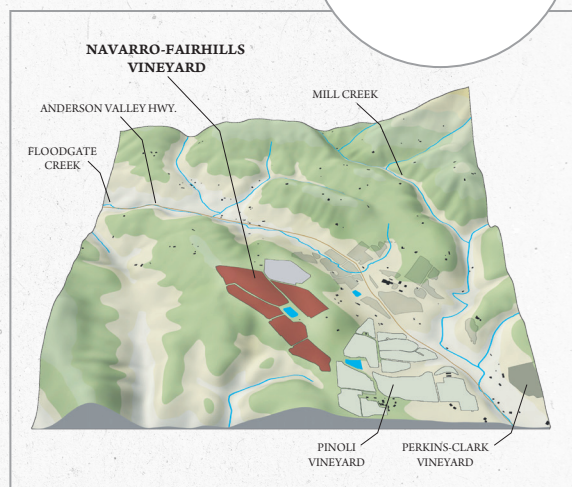 NAVARRO-FAIRHILLS
VINEYARD
ANDERSON VALLEY HWY.
MILL CREEK
FLOODGATE
CREEK
PINOLI
VINEYARD
PERKINS-CLARK
VINEYARD